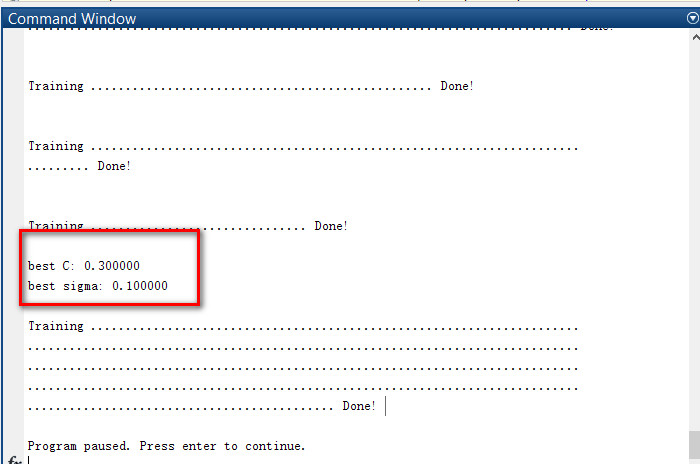 Command Window
.............................................................................. Done!
Training ................................................. Done!
Training ......................................................................
......... Done!
Training ............................... Done!
best C: 0.300000
best sigma: 0.100000
Training ......................................................................
...............................................................................
...............................................................................
...............................................................................
............................................ Done!
Program paused. Press enter to continue.
fx